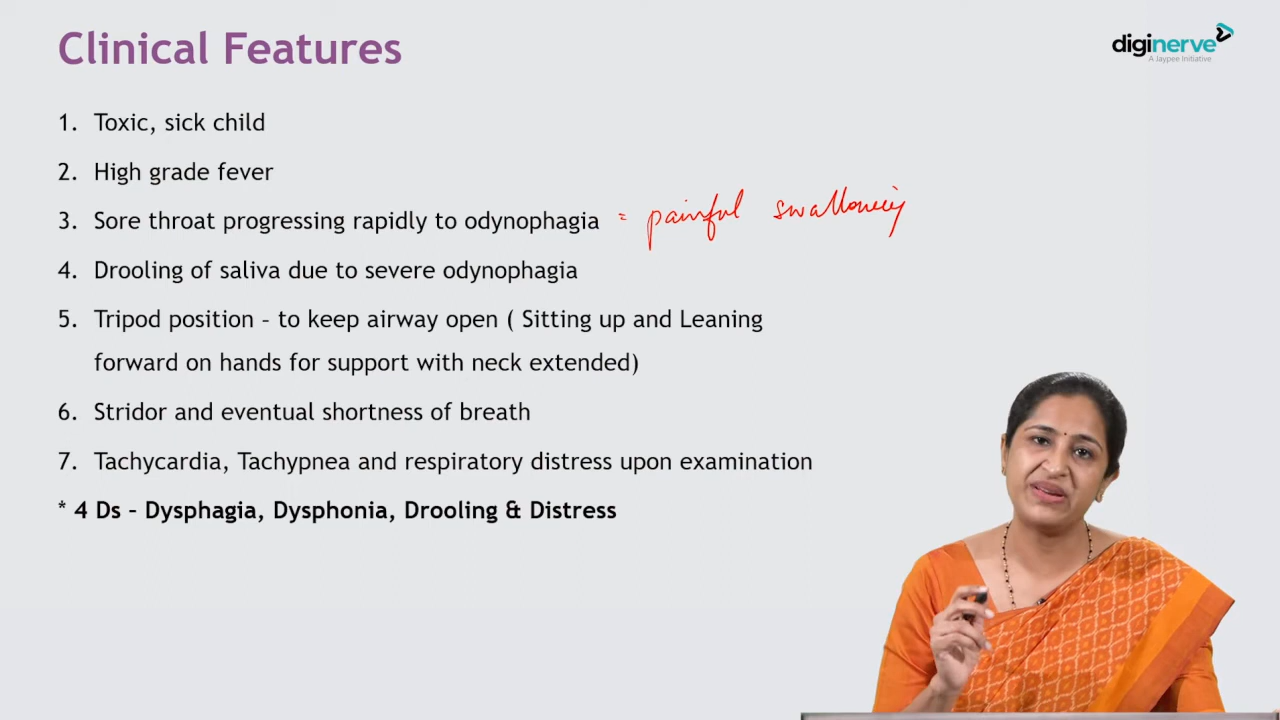 Clinical Features
diginerve
A Jaypee Initiative
1. Toxic, sick child
2. High grade fever
3. Sore throat progressing rapidly to odynophagia = painful swallowing
4. Drooling of saliva due to severe odynophagia
5. Tripod position – to keep airway open ( Sitting up and Leaning
forward on hands for support with neck extended)
6. Stridor and eventual shortness of breath
7. Tachycardia, Tachypnea and respiratory distress upon examination
* 4 Ds – Dysphagia, Dysphonia, Drooling & Distress